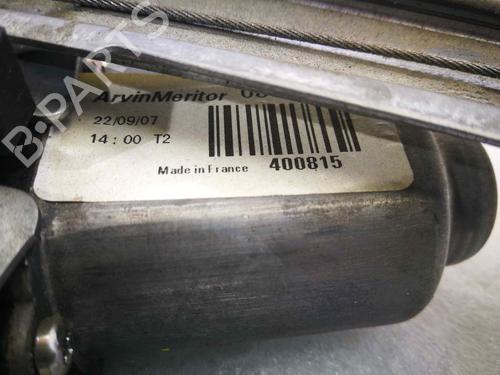 ArvinMeritor
22/09/07
14:00 T2
Made in France
400815
B-PARTS